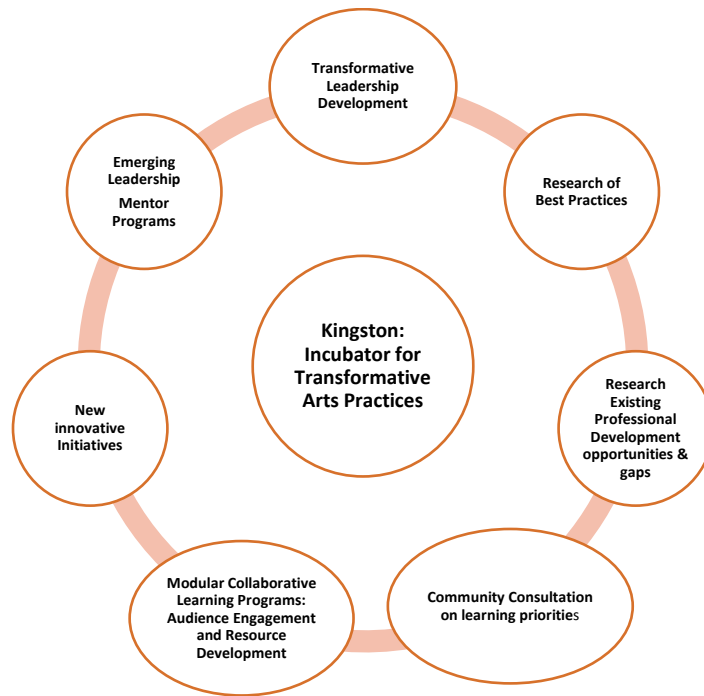 Transformative
Leadership
Development
Research of
Best Practices
Research
Existing
Professional
Development
opportunities &
gaps
Community Consultation
on learning priorities
Modular Collaborative
Learning Programs:
Audience Engagement
and Resource
Development
New
innovative
Initiatives
Emerging
Leadership
Mentor
Programs
Kingston:
Incubator for
Transformative
Arts Practices